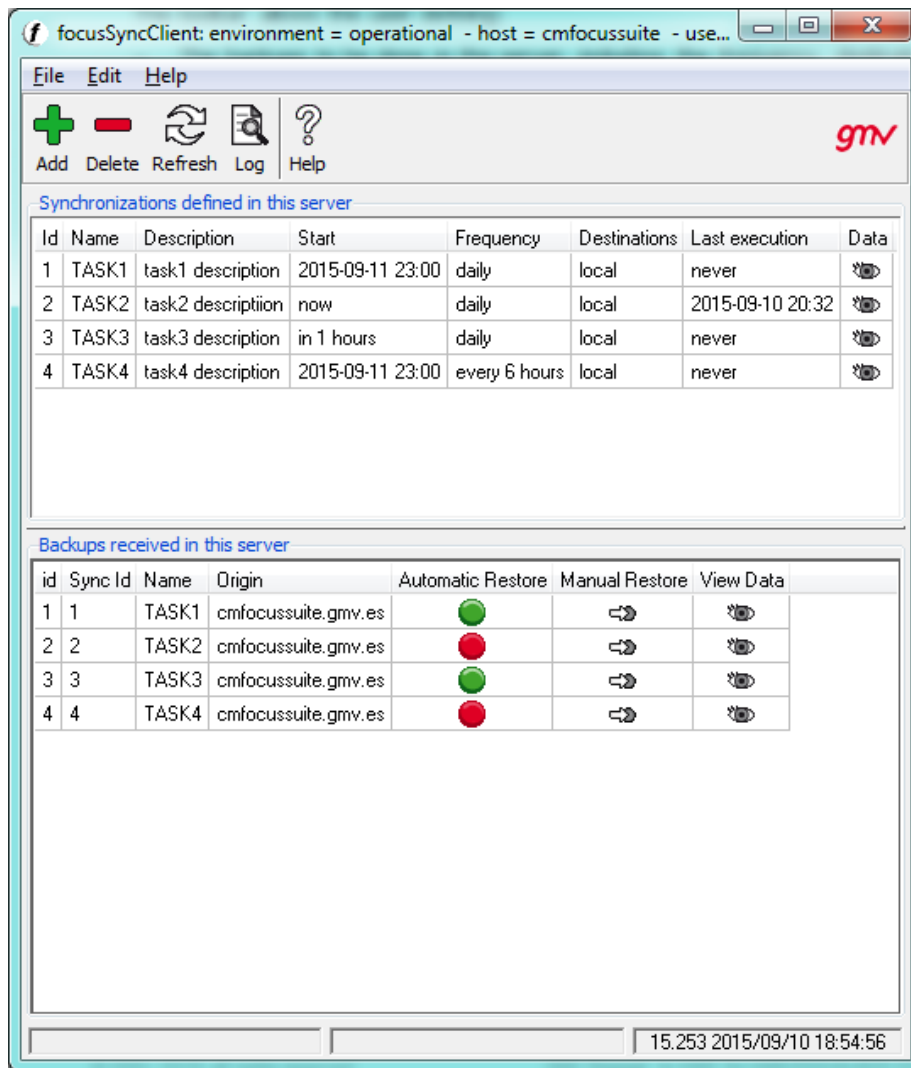 f focusSyncClient: environment = operational - host = cmfocussuite - use...
File Edit Help
Add Delete Refresh Log Help
gmv
Synchronizations defined in this server
Id Name Description Start Frequency Destinations Last execution Data
1 TASK1 task1 description 2015-09-11 23:00 daily local never
2 TASK2 task2 descriptiion now daily local 2015-09-10 20:32
3 TASK3 task3 description in 1 hours daily local never
4 TASK4 task4 description 2015-09-11 23:00 every 6 hours local never
Backups received in this server
id Sync Id Name Origin Automatic Restore Manual Restore View Data
1 1 TASK1 cmfocussuite.gmv.es
2 2 TASK2 cmfocussuite.gmv.es
3 3 TASK3 cmfocussuite.gmv.es
4 4 TASK4 cmfocussuite.gmv.es
15.253 2015/09/10 18:54:56